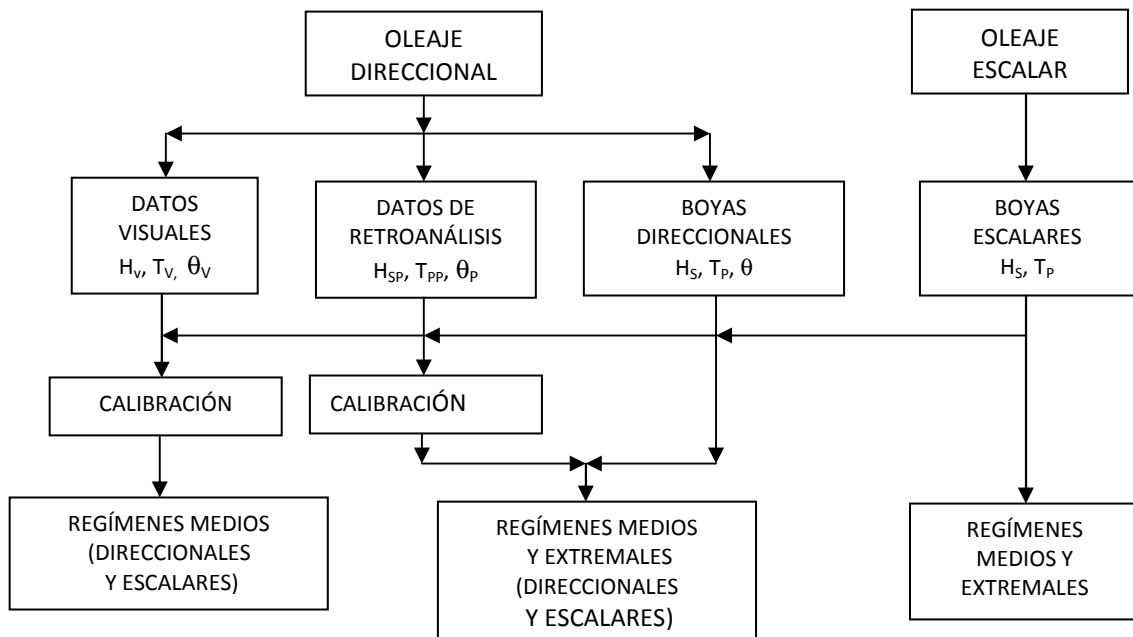 OLEAJE
DIRECCIONAL
OLEAJE
ESCALAR
DATOS
VISUALES
Hv, TV, θV
DATOS DE
RETROANÁLISIS
HSP, TPP, θP
BOYAS
DIRECCIONALES
HS, TP, θ
BOYAS
ESCALARES
HS, TP
CALIBRACIÓN
CALIBRACIÓN
REGÍMENES MEDIOS
(DIRECCIONALES
Y ESCALARES)
REGÍMENES MEDIOS
Y EXTREMALES
(DIRECCIONALES
Y ESCALARES)
REGÍMENES
MEDIOS Y
EXTREMALES